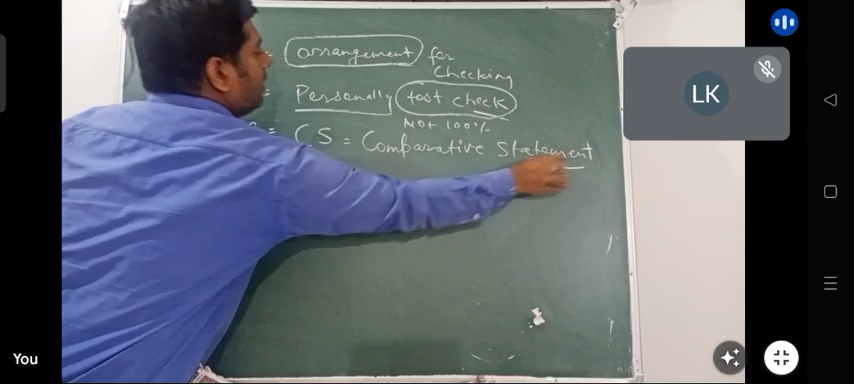 = arrangement for
checking
= Personally test check
Not 100%
= CS = Comparative Statement
LK
You